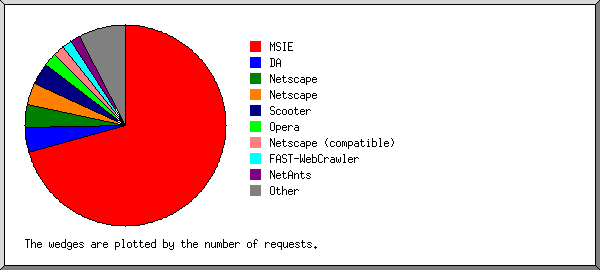 MSIE
DA
Netscape
Netscape
Scooter
Opera
Netscape (compatible)
FAST-WebCrawler
NetAnts
Other
The wedges are plotted by the number of requests.